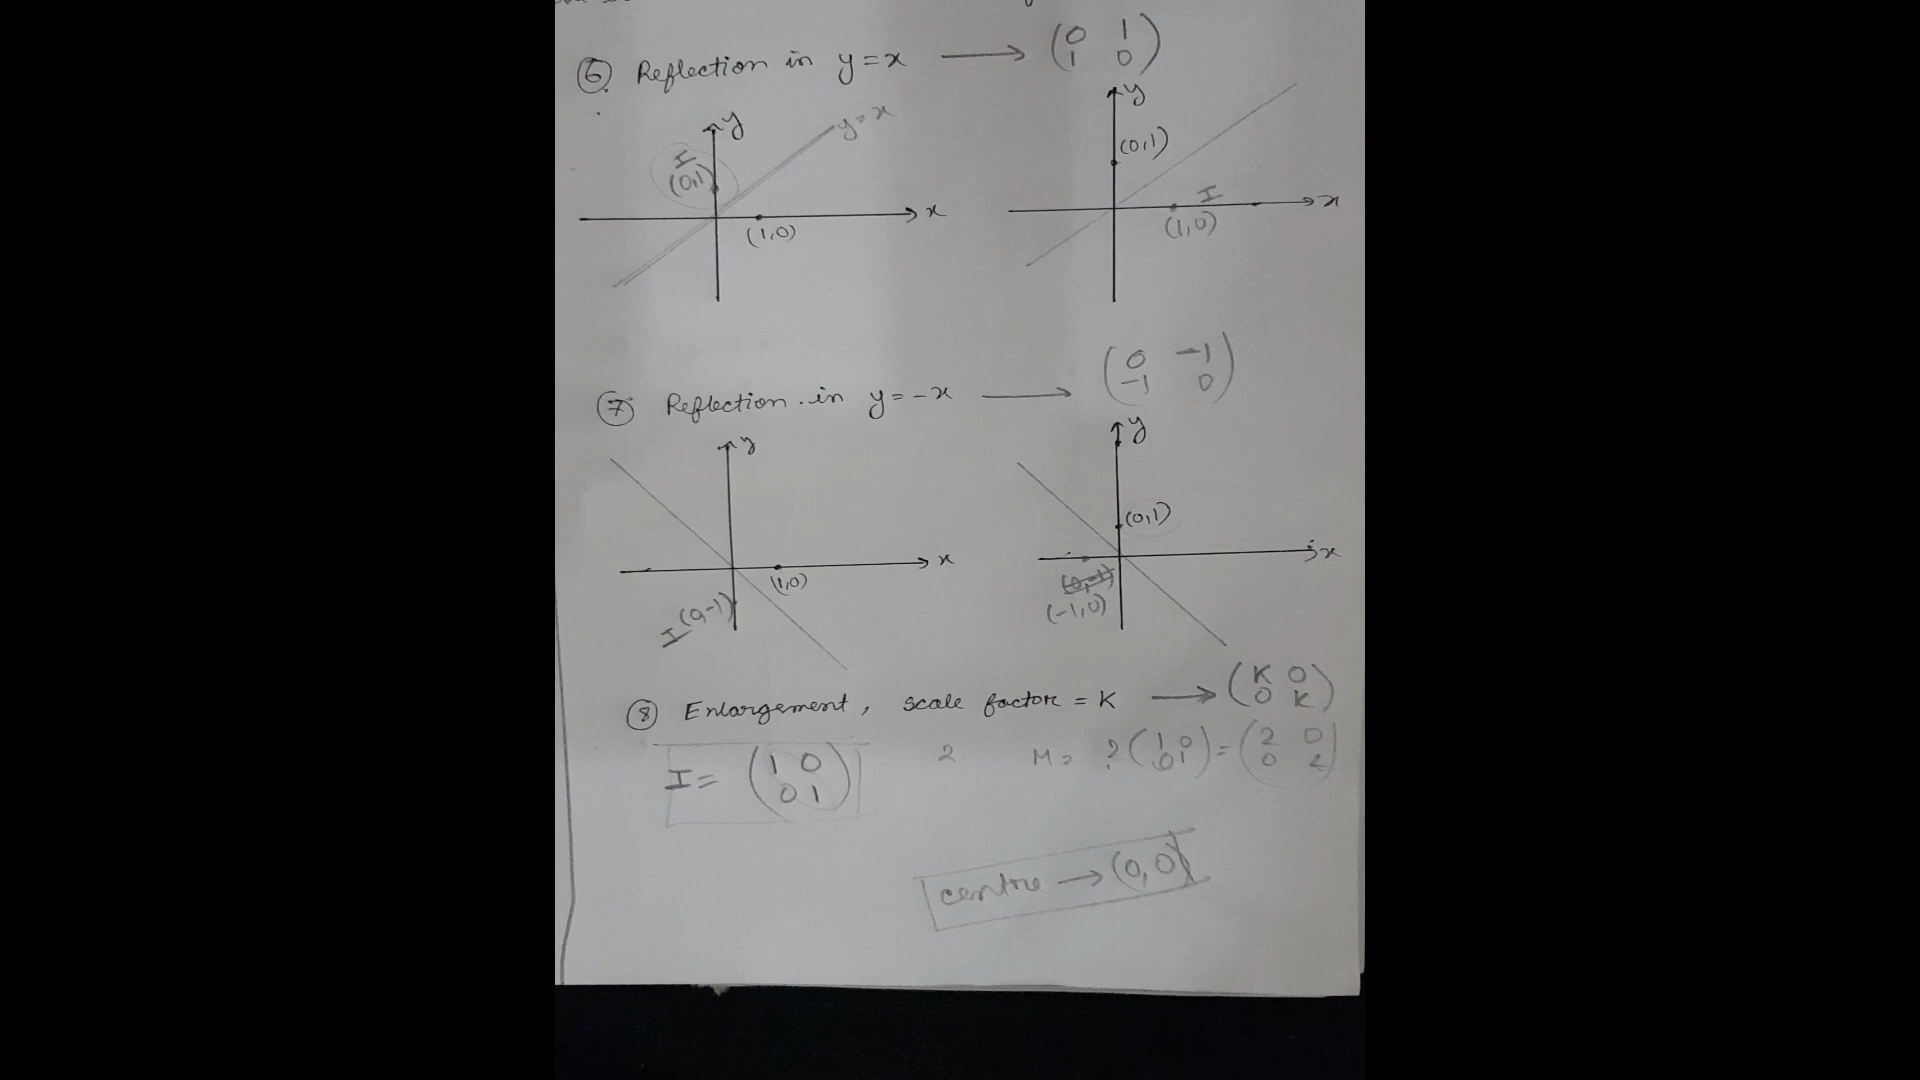 ⑥ Reflection in y=x ⟶ (0 1
1 0)
y
y=x
I
(0,1)
x
(1,0)
y
(0,1)
I
x
(1,0)
⑦ Reflection in y=-x ⟶ (0 -1
-1 0)
y
x
(1,0)
I (0,-1)
y
(0,1)
x
(-1,0)
⑧ Enlargement, scale factor = K ⟶ (K 0
0 K)
I = (1 0
0 1)
2
M = 2(1 0
0 1) = (2 0
0 2)
centre → (0,0)